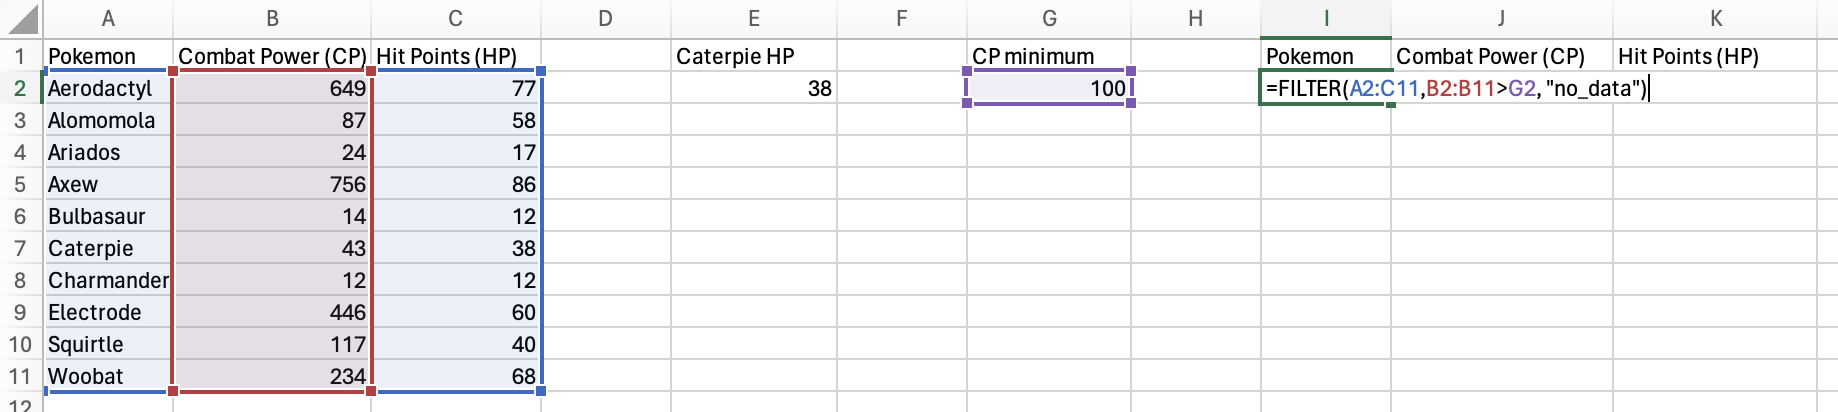 A B C D E F G H I J K
1 Pokemon Combat Power (CP) Hit Points (HP) Caterpie HP CP minimum Pokemon Combat Power (CP) Hit Points (HP)
2 Aerodactyl 649 77 38 100 =FILTER(A2:C11,B2:B11>G2, "no_data")
3 Alomomola 87 58
4 Ariados 24 17
5 Axew 756 86
6 Bulbasaur 14 12
7 Caterpie 43 38
8 Charmander 12 12
9 Electrode 446 60
10 Squirtle 117 40
11 Woobat 234 68
12